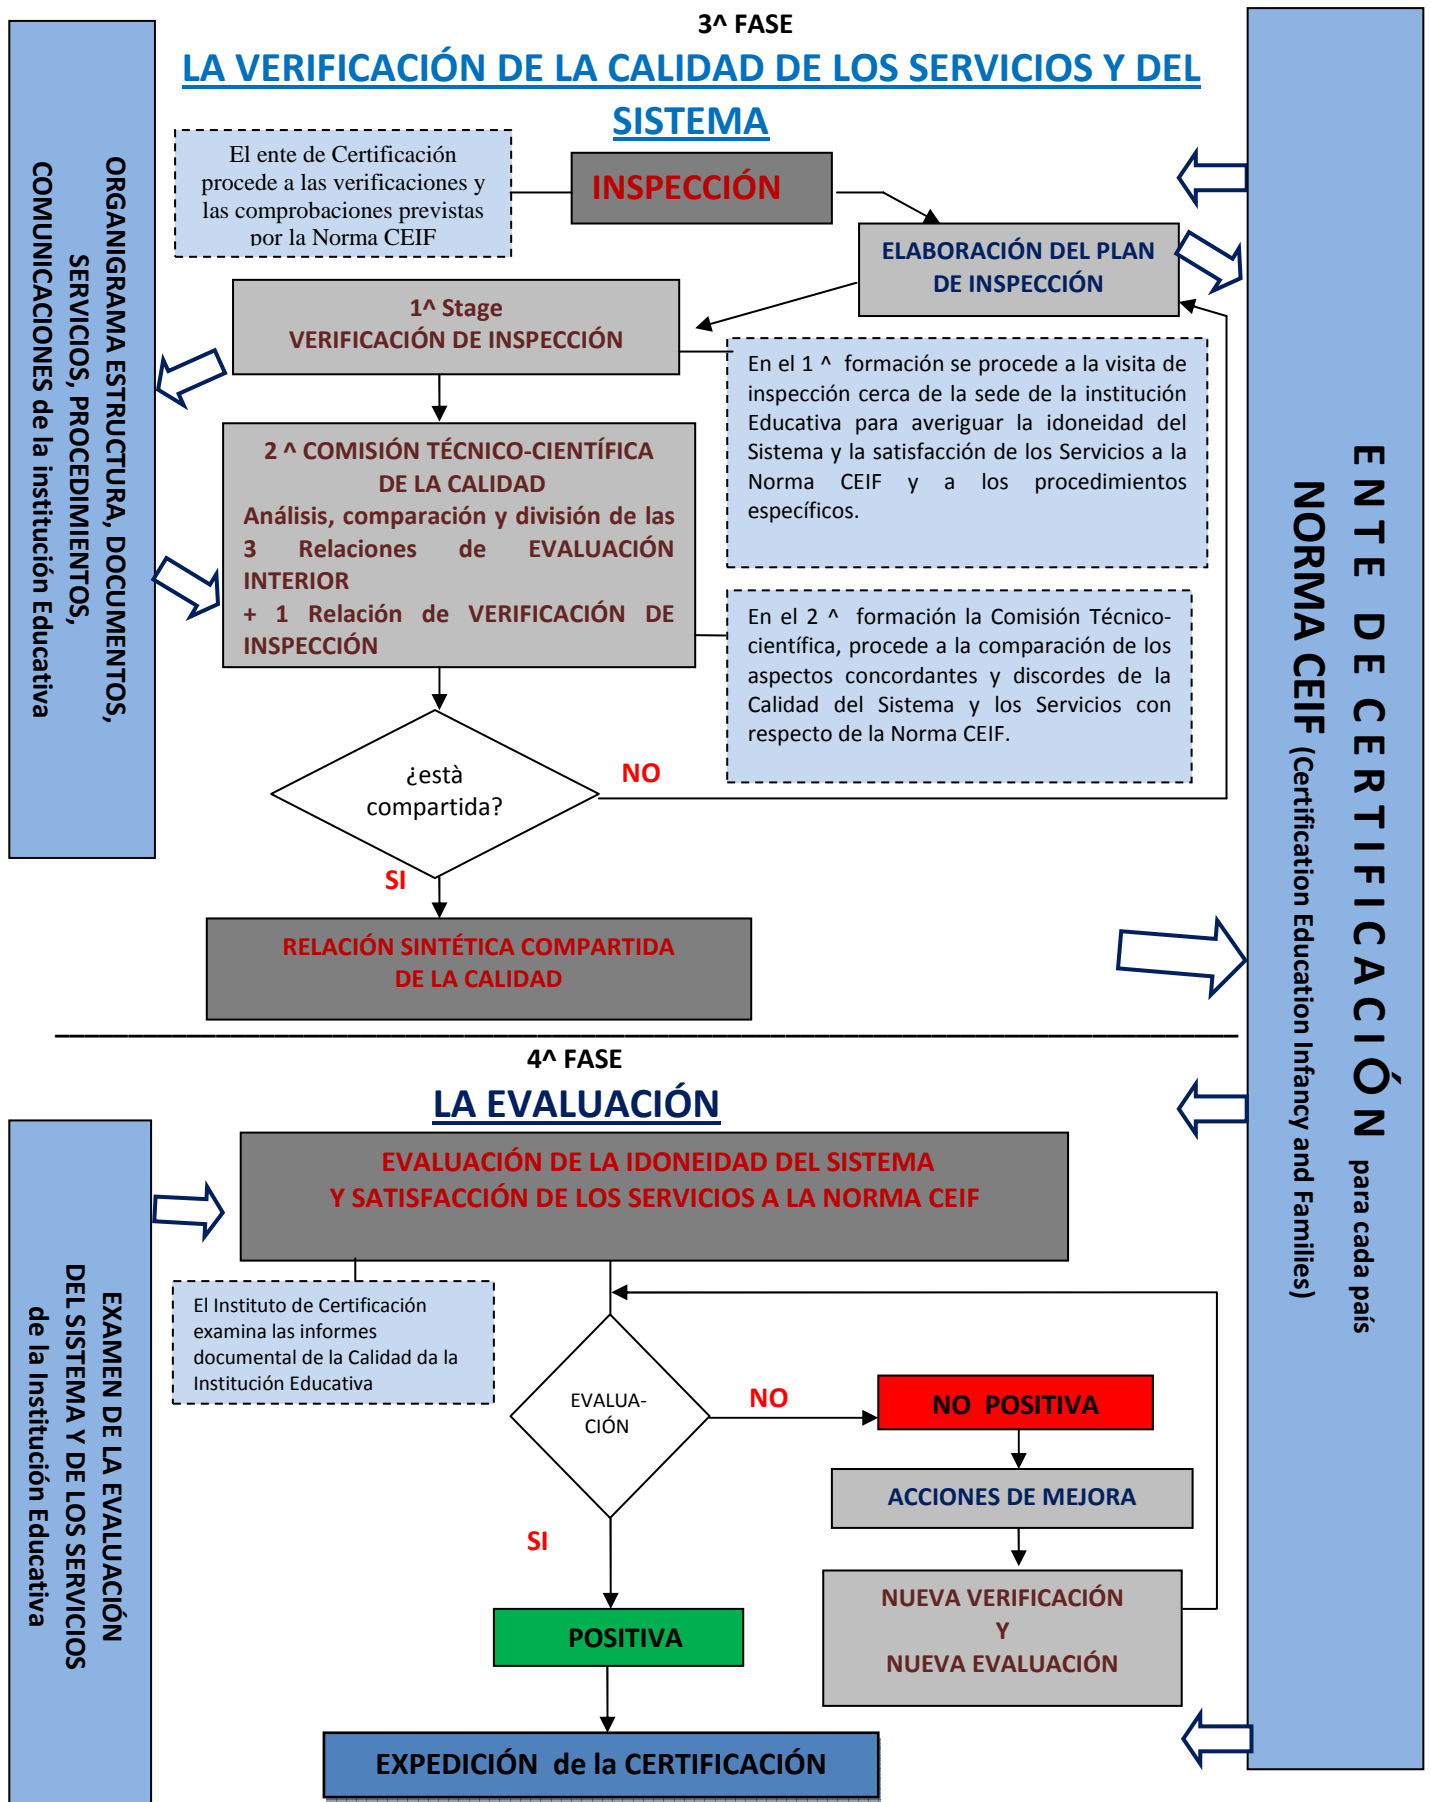 3^ FASE
LA VERIFICACIÓN DE LA CALIDAD DE LOS SERVICIOS Y DEL
SISTEMA
El ente de Certificación
procede a las verificaciones y
las comprobaciones previstas
por la Norma CEIF
INSPECCIÓN
ELABORACIÓN DEL PLAN
DE INSPECCIÓN
1^ Stage
VERIFICACIÓN DE INSPECCIÓN
En el 1 ^ formación se procede a la visita de
inspección cerca de la sede de la institución
Educativa para averiguar la idoneidad del
Sistema y la satisfacción de los Servicios a la
Norma CEIF y a los procedimientos
específicos.
2 ^ COMISIÓN TÉCNICO-CIENTÍFICA
DE LA CALIDAD
Análisis, comparación y división de las
3 Relaciones de EVALUACIÓN
INTERIOR
+ 1 Relación de VERIFICACIÓN DE
INSPECCIÓN
En el 2 ^ formación la Comisión Técnico-
científica, procede a la comparación de los
aspectos concordantes y discordes de la
Calidad del Sistema y los Servicios con
respecto de la Norma CEIF.
¿està
compartida?
NO
SI
RELACIÓN SINTÉTICA COMPARTIDA
DE LA CALIDAD
ORGANIGRAMA ESTRUCTURA, DOCUMENTOS,
SERVICIOS, PROCEDIMIENTOS,
COMUNICACIONES de la institución Educativa
ENTE DE CERTIFICACIÓN para cada país
NORMA CEIF (Certification Education Infancy and Families)
4^ FASE
LA EVALUACIÓN
EVALUACIÓN DE LA IDONEIDAD DEL SISTEMA
Y SATISFACCIÓN DE LOS SERVICIOS A LA NORMA CEIF
El Instituto de Certificación
examina las informes
documental de la Calidad da la
Institución Educativa
EVALUA-
CIÓN
NO
NO POSITIVA
ACCIONES DE MEJORA
SI
NUEVA VERIFICACIÓN
Y
NUEVA EVALUACIÓN
POSITIVA
EXPEDICIÓN de la CERTIFICACIÓN
EXAMEN DE LA EVALUACIÓN
DEL SISTEMA Y DE LOS SERVICIOS
de la Institución Educativa